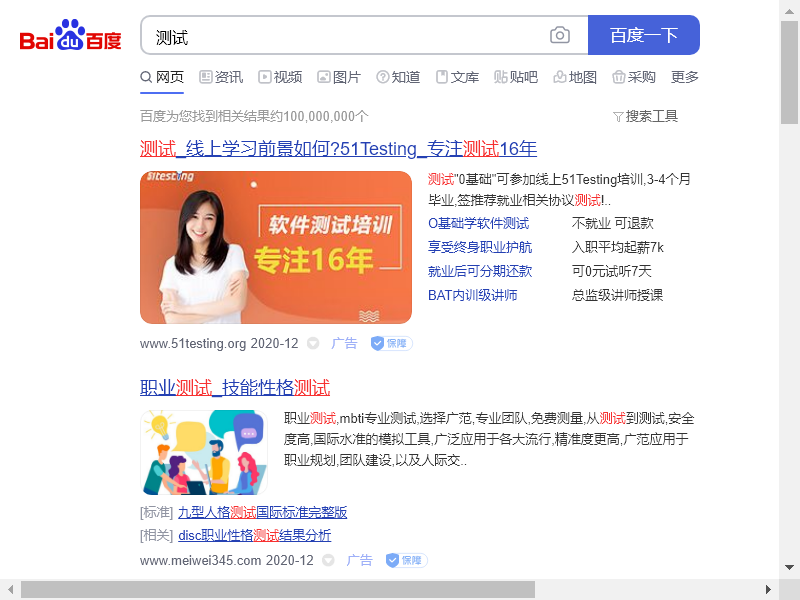 Bai du 百度
测试
百度一下
网页 资讯 视频 图片 知道 文库 贴吧 地图 采购 更多
百度为您找到相关结果约100,000,000个
搜索工具
测试_线上学习前景如何?51Testing_专注测试16年
51testing
软件测试培训
专注16年
测试"0基础"可参加线上51Testing培训,3-4个月
毕业,签推荐就业相关协议测试!..
0基础学软件测试 不就业 可退款
享受终身职业护航 入职平均起薪7k
就业后可分期还款 可0元试听7天
BAT内训级讲师 总监级讲师授课
www.51testing.org 2020-12 广告 保障
职业测试_技能性格测试
职业测试,mbti专业测试,选择广范,专业团队,免费测量,从测试到测试,安全
度高,国际水准的模拟工具,广泛应用于各大流行,精准度更高,广范应用于
职业规划,团队建设,以及人际交..
[标准] 九型人格测试国际标准完整版
[相关] disc职业性格测试结果分析
www.meiwei345.com 2020-12 广告 保障